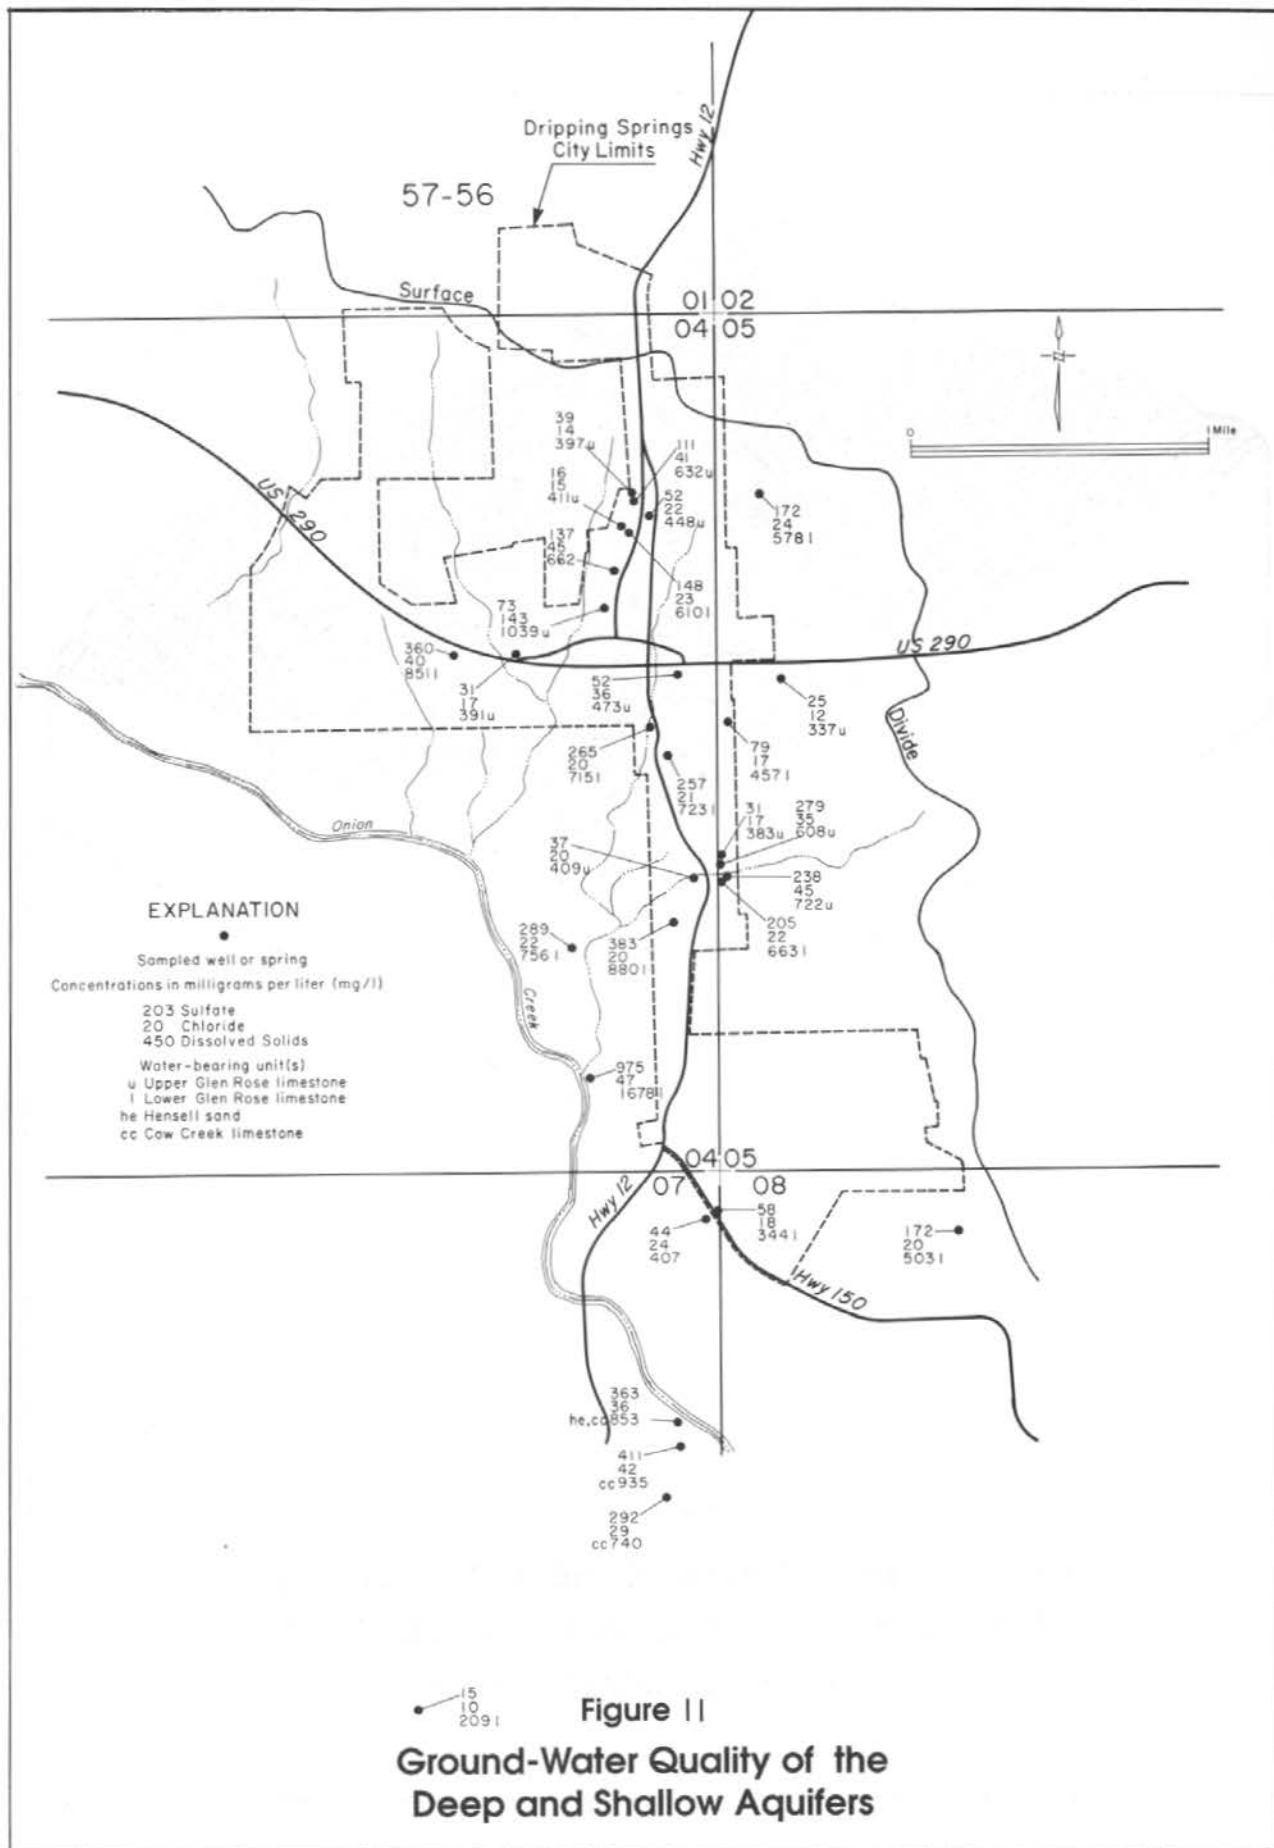 Hwy 12
Dripping Springs
City Limits
57-56
Surface
01 02
04 05
N
0
1 Mile
39
14
397u
111
41
632u
16
15
411u
52
22
448u
172
24
578 l
US 290
137
45
662
148
23
610 l
73
143
1039u
360
40
851 l
31
17
391u
US 290
52
36
473u
25
12
337u
Divide
79
17
457 l
265
20
715 l
257
21
723 l
31
17
383u
279
35
608u
Onion
37
20
409u
238
45
722u
205
22
663 l
EXPLANATION
Sampled well or spring
Concentrations in milligrams per liter (mg/l)
203 Sulfate
20 Chloride
450 Dissolved Solids
Water-bearing unit(s)
u Upper Glen Rose limestone
l Lower Glen Rose limestone
he Hensell sand
cc Cow Creek limestone
289
22
756 l
383
20
880 l
Creek
975
47
1678 l
04 05
07 08
Hwy 12
58
18
344 l
44
24
407
172
20
503 l
Hwy 150
363
36
he,cc853
411
42
cc935
292
29
cc740
15
10
209 l
Figure 11
Ground-Water Quality of the
Deep and Shallow Aquifers